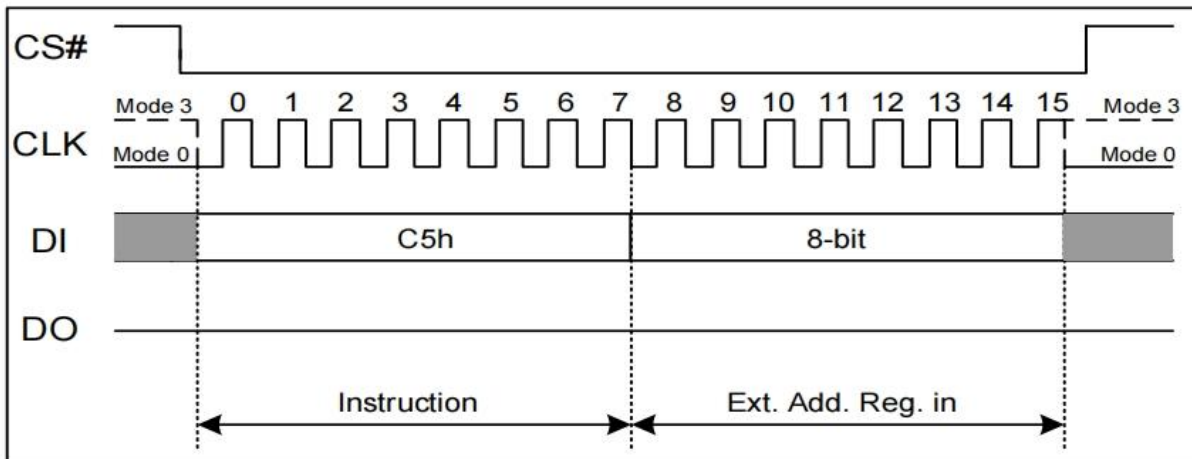 CS#
Mode 3 0 1 2 3 4 5 6 7 8 9 10 11 12 13 14 15 Mode 3
CLK
Mode 0 Mode 0
DI C5h 8-bit
DO
Instruction Ext. Add. Reg. in